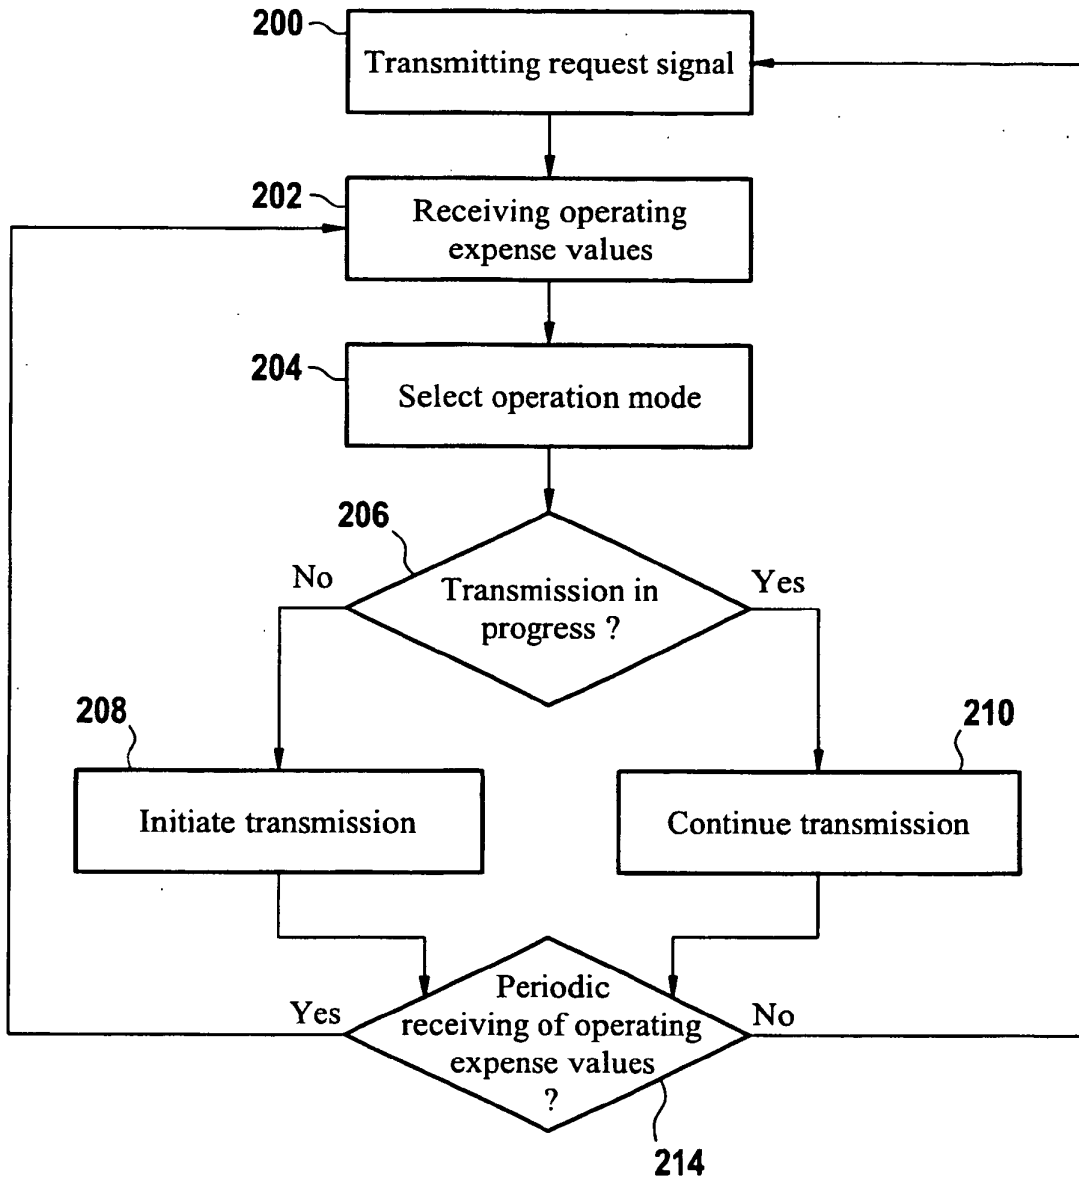 200
Transmitting request signal
202
Receiving operating
expense values
204
Select operation mode
206
No
Yes
Transmission in
progress ?
208
210
Initiate transmission
Continue transmission
Periodic
receiving of operating
expense values
?
Yes
No
214